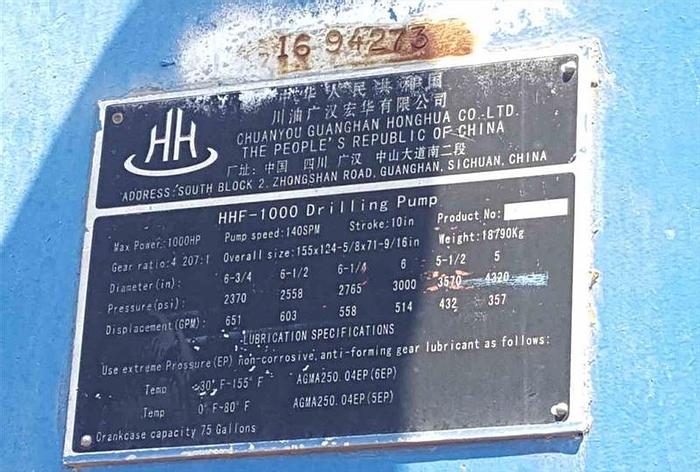 16 94273
中华人民共和国
川油广汉宏华有限公司
CHUANYOU GUANGHAN HONGHUA CO.LTD.
THE PEOPLE'S REPUBLIC OF CHINA
厂址: 中国 四川 广汉 中山大道南二段
ADDRESS: SOUTH BLOCK 2. ZHONGSHAN ROAD, GUANGHAN, SICHUAN, CHINA
HH
HHF-1000 Drilling Pump
Max Power: 1000HP Pump speed: 140SPM Stroke: 10in Product No:
Gear ratio: 4.207:1 Overall size: 155x124-5/8x71-9/16in Weight: 18790Kg
Diameter(in): 6-3/4 6-1/2 6-1/4 6 5-1/2 5
Pressure(psi): 2370 2558 2765 3000 3570 4320
Displacement(GPM): 651 603 558 514 432 357
LUBRICATION SPECIFICATIONS
Use extreme Pressure(EP) non-corrosive, anti-forming gear lubricant as follows:
Temp 30°F-155°F AGMA250.04EP(6EP)
Temp 0°F-80°F AGMA250.04EP(5EP)
Crankcase capacity 75 Gallons